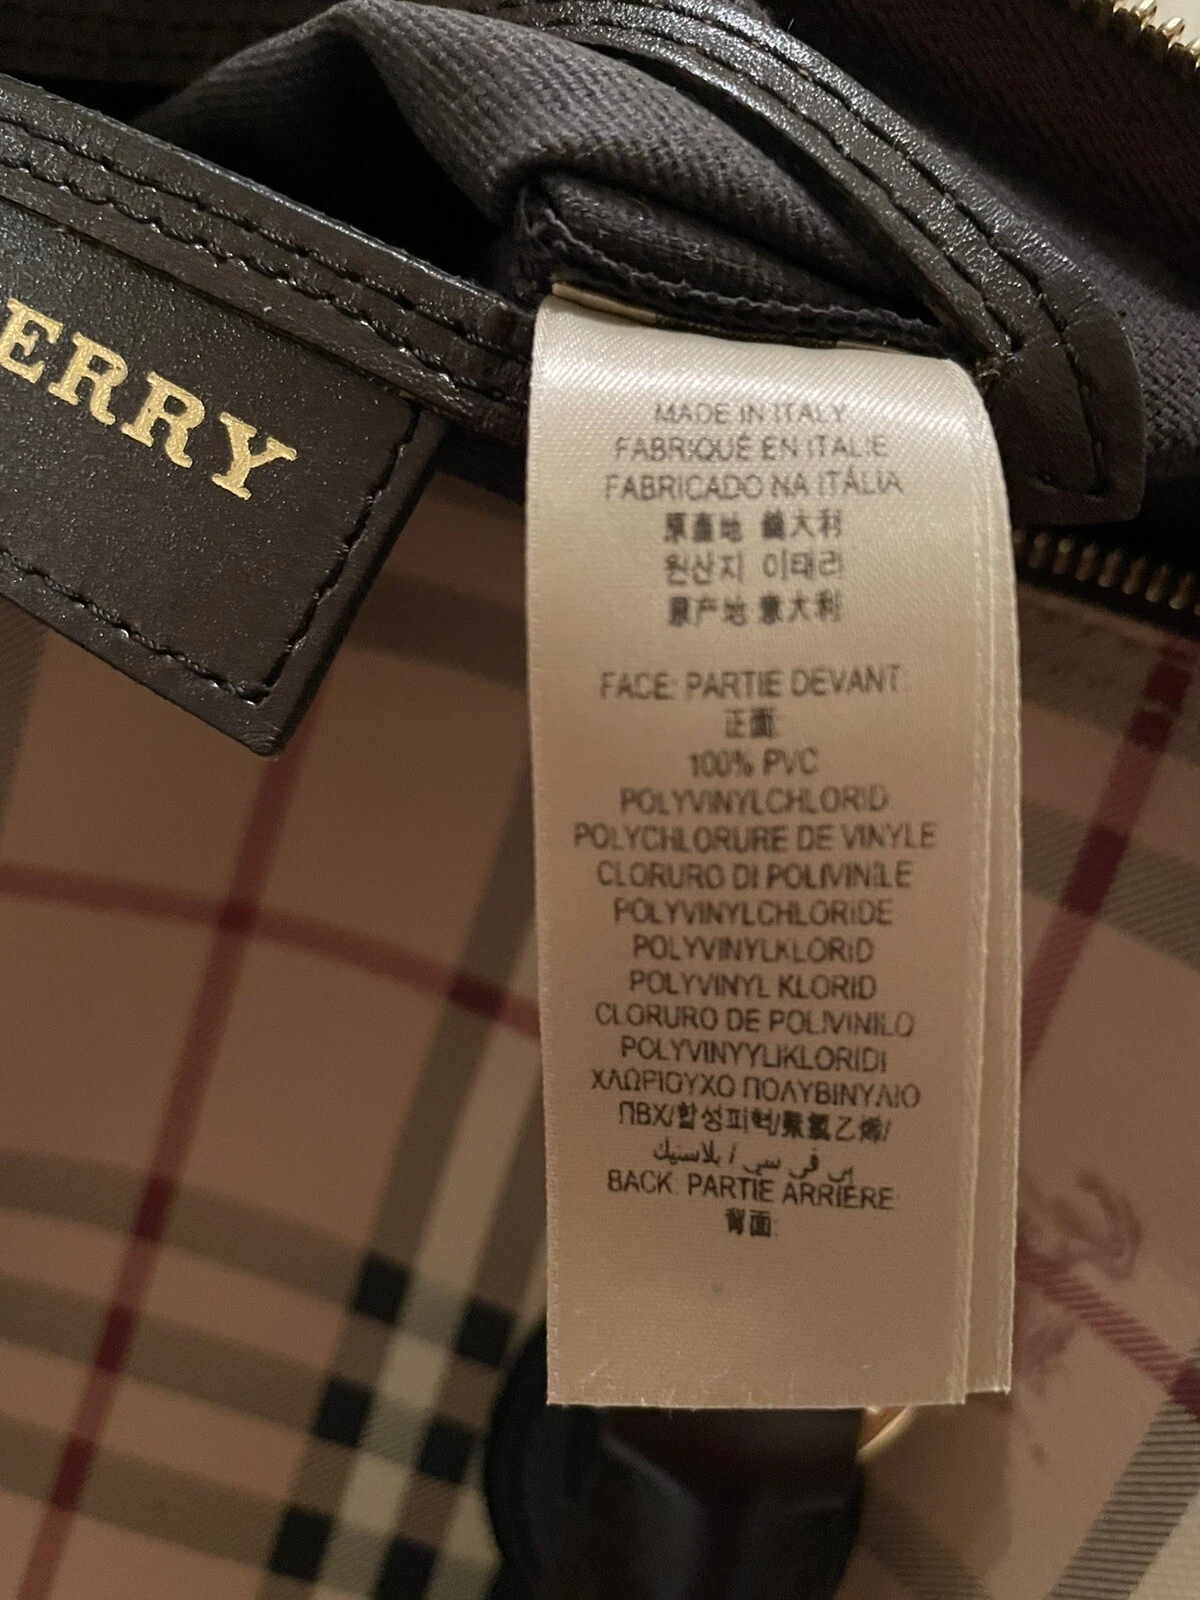 ERRY
MADE IN ITALY
FABRIQUÉ EN ITALIE
FABRICADO NA ITÁLIA
原產地 義大利
원산지 이태리
原产地 意大利
FACE: PARTIE DEVANT:
正面:
100% PVC
POLYVINYLCHLORID
POLYCHLORURE DE VINYLE
CLORURO DI POLIVINILE
POLYVINYLCHLORIDE
POLYVINYLKLORID
POLYVINYL KLORID
CLORURO DE POLIVINILO
POLYVINYYLIKLORIDI
ΧΛΩΡΙΟΥΧΟ ΠΟΛΥΒΙΝΥΛΙΟ
ПВХ/합성피혁/聚氯乙烯/
بي في سي / بلاستيك
BACK: PARTIE ARRIÈRE:
背面: